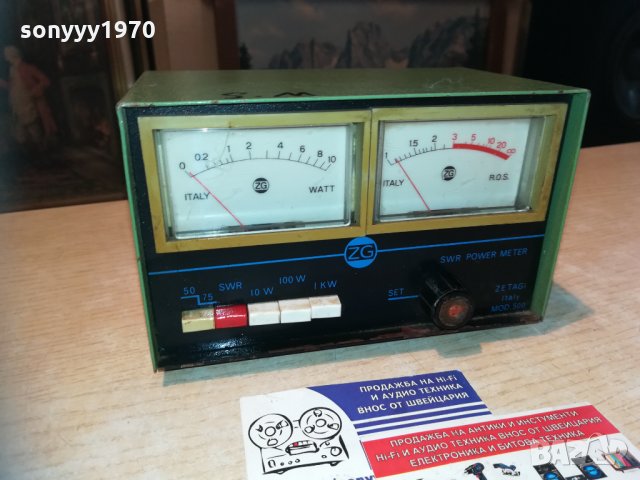 sonyyy1970
S.W
0 0.2 1 2 4 6 8 10
ITALY ZG WATT
1 1.5 2 3 5 10 20 ∞
ITALY ZG R.O.S.
ZG
SWR POWER METER
50 75 SWR 10 W 100 W 1 KW
SET
ZETAGI
ITALY
MOD. 500
ПРОДАЖБА НА HI-FI
И АУДИО ТЕХНИКА
ВНОС ОТ ШВЕЙЦАРИЯ
ПРОДАЖБА НА АНТИКИ И ИНСТУМЕНТИ
HI-FI И АУДИО ТЕХНИКА ВНОС ОТ ШВЕЙЦАРИЯ
ЕЛЕКТРОНИКА И БИТОВА ТЕХНИКА
BAZAR